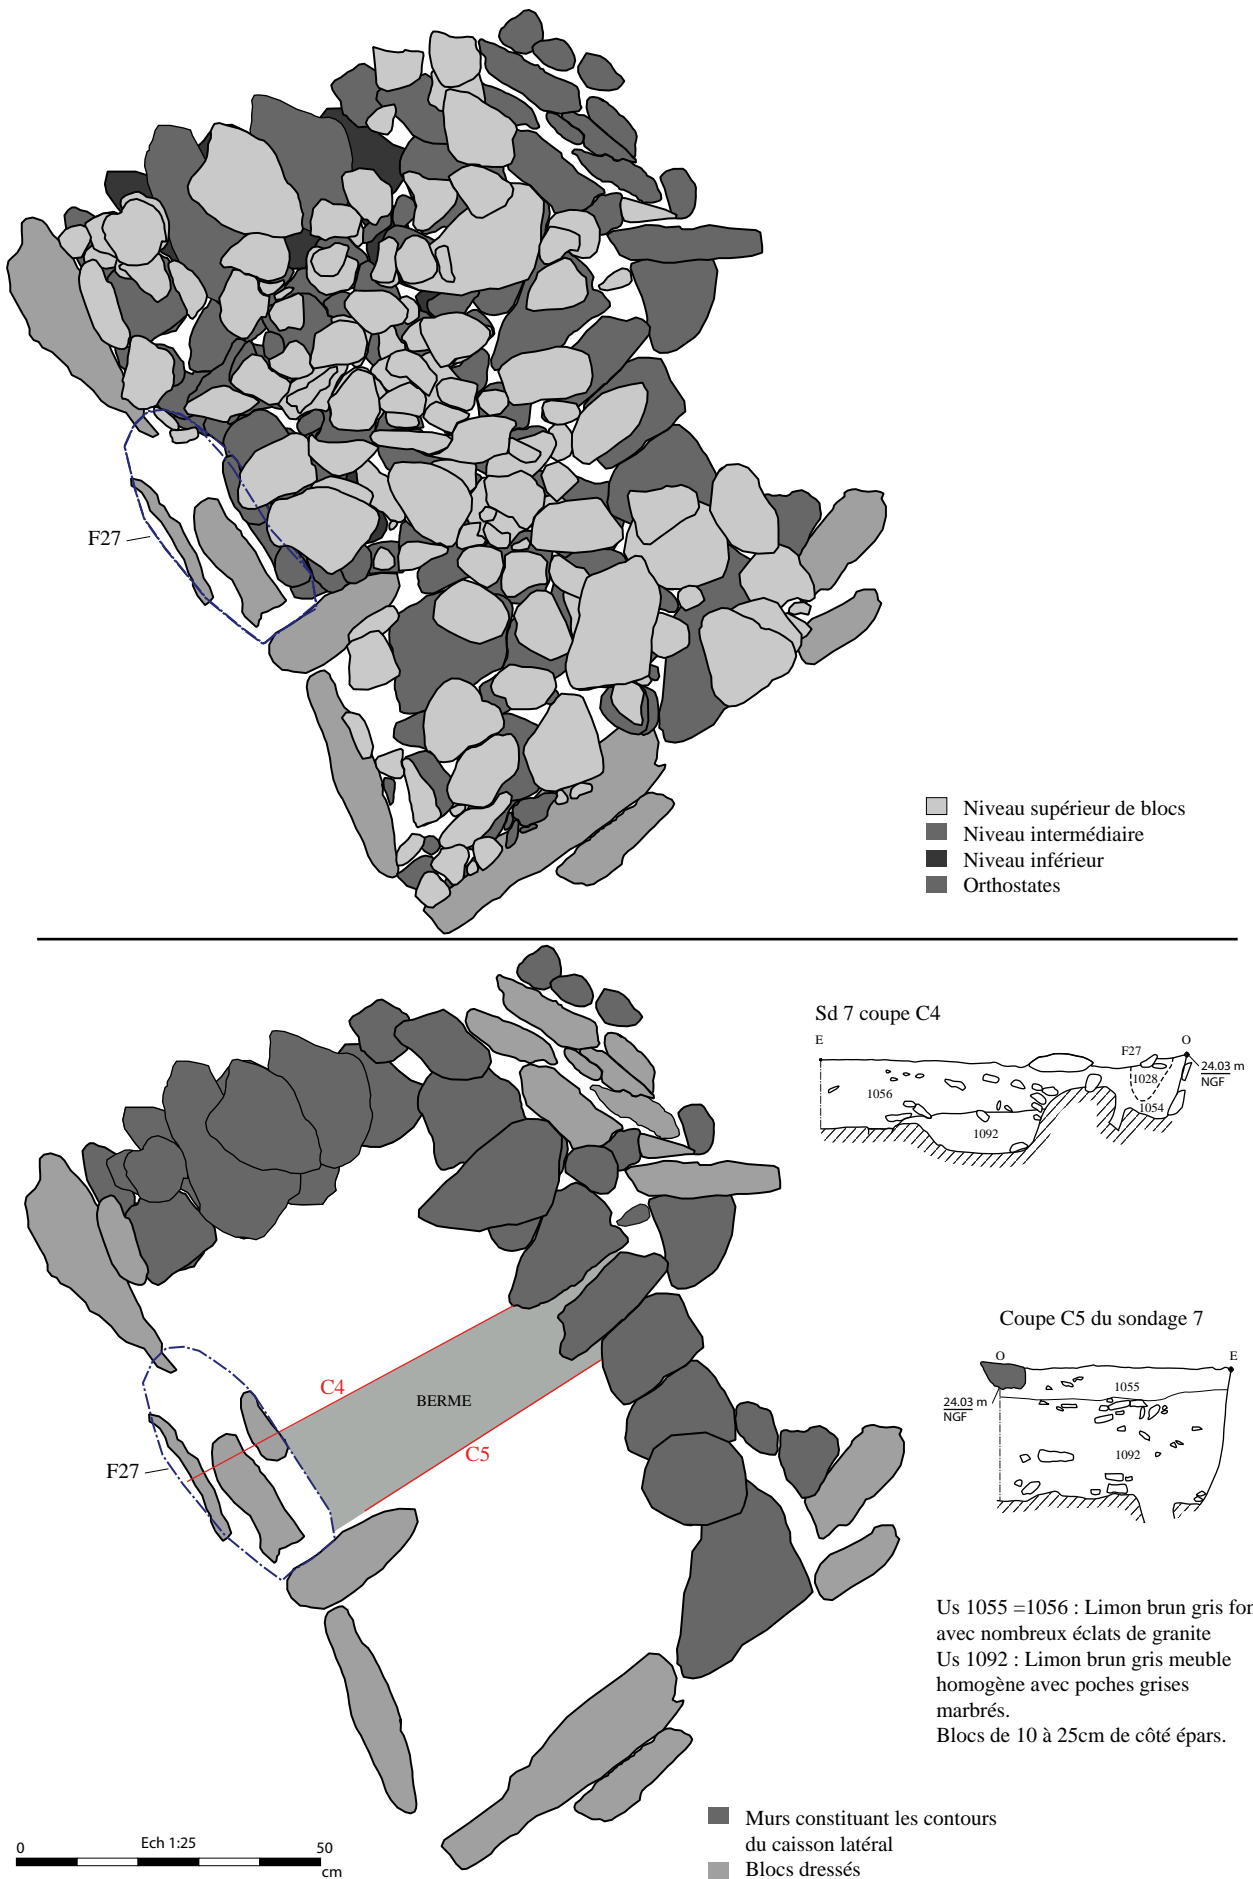 F27
Niveau supérieur de blocs
Niveau intermédiaire
Niveau inférieur
Orthostates
Sd 7 coupe C4
E
F27
O
24.03 m
NGF
1028
1056
1054
1092
Coupe C5 du sondage 7
O
E
1055
24.03 m
NGF
1092
C4
BERME
C5
F27
Us 1055 =1056 : Limon brun gris fon
avec nombreux éclats de granite
Us 1092 : Limon brun gris meuble
homogène avec poches grises
marbrés.
Blocs de 10 à 25cm de côté épars.
Murs constituant les contours
du caisson latéral
Blocs dressés
0
Ech 1:25
50
cm